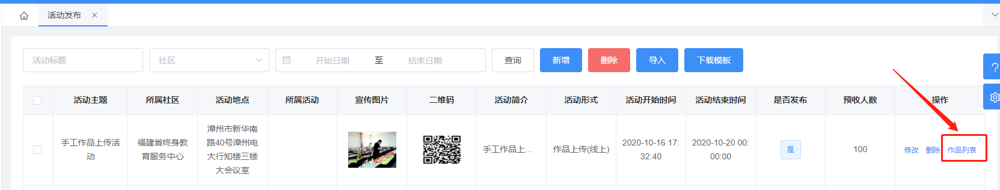 活动发布
活动标题
社区
开始日期 至 结束日期
查询
新增
删除
导入
下载模板
?
活动主题 所属社区 活动地点 所属活动 宣传图片 二维码 活动简介 活动形式 活动开始时间 活动结束时间 是否发布 预收人数 操作
手工作品上传活
动
福建省终身教
育服务中心
漳州市新华南
路40号漳州电
大行知楼三楼
大会议室
手工作品上...
作品上传(线上)
2020-10-16 17:
32:40
2020-10-20 00:
00:00
是
100
修改 删除 作品列表